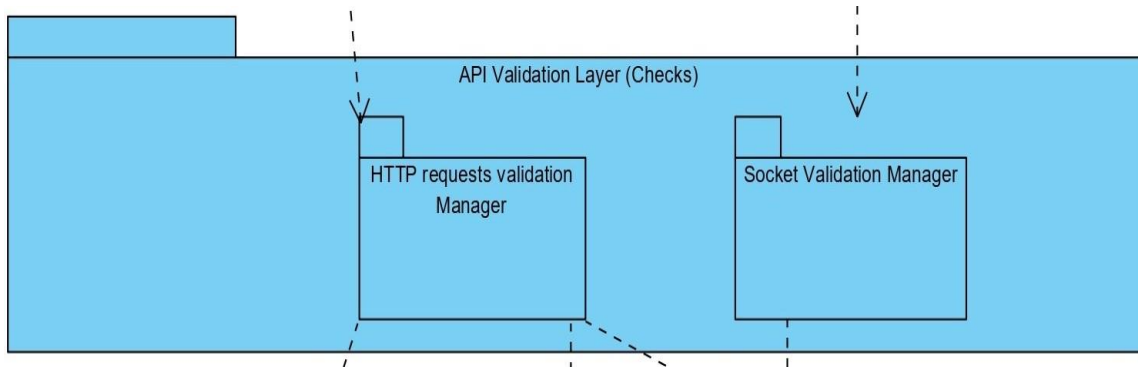 API Validation Layer (Checks)
HTTP requests validation
Manager
Socket Validation Manager